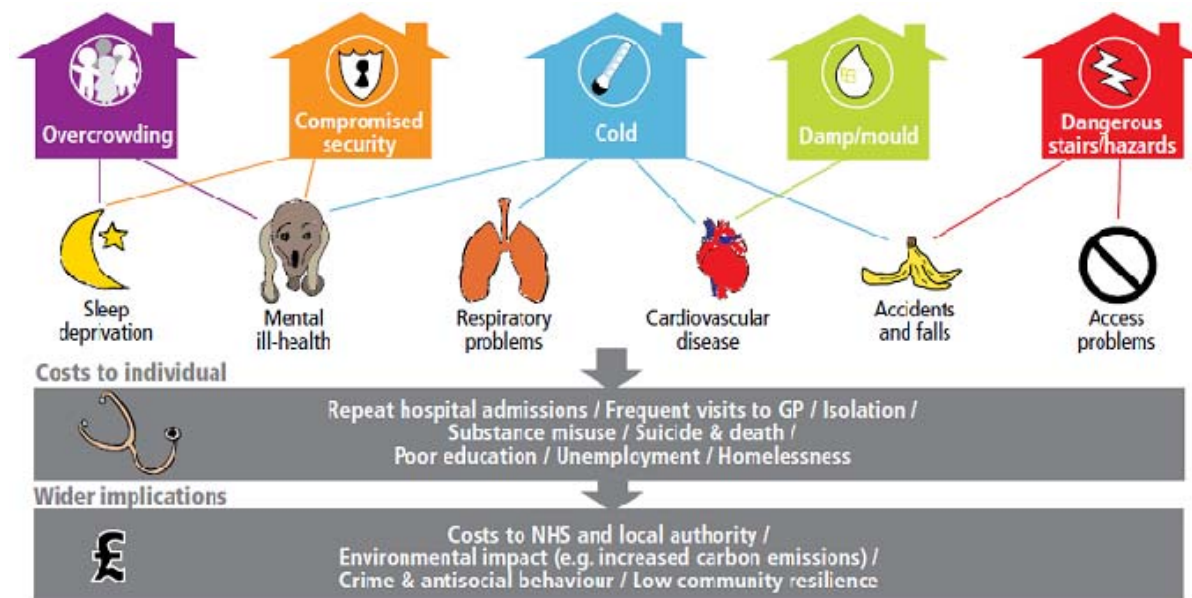 Overcrowding
Compromised
security
Cold
Damp/mould
Dangerous
stairs/hazards
Sleep
deprivation
Mental
ill-health
Respiratory
problems
Cardiovascular
disease
Accidents
and falls
Access
problems
Costs to individual
Repeat hospital admissions / Frequent visits to GP / Isolation /
Substance misuse / Suicide & death /
Poor education / Unemployment / Homelessness
Wider implications
£
Costs to NHS and local authority /
Environmental impact (e.g. increased carbon emissions) /
Crime & antisocial behaviour / Low community resilience